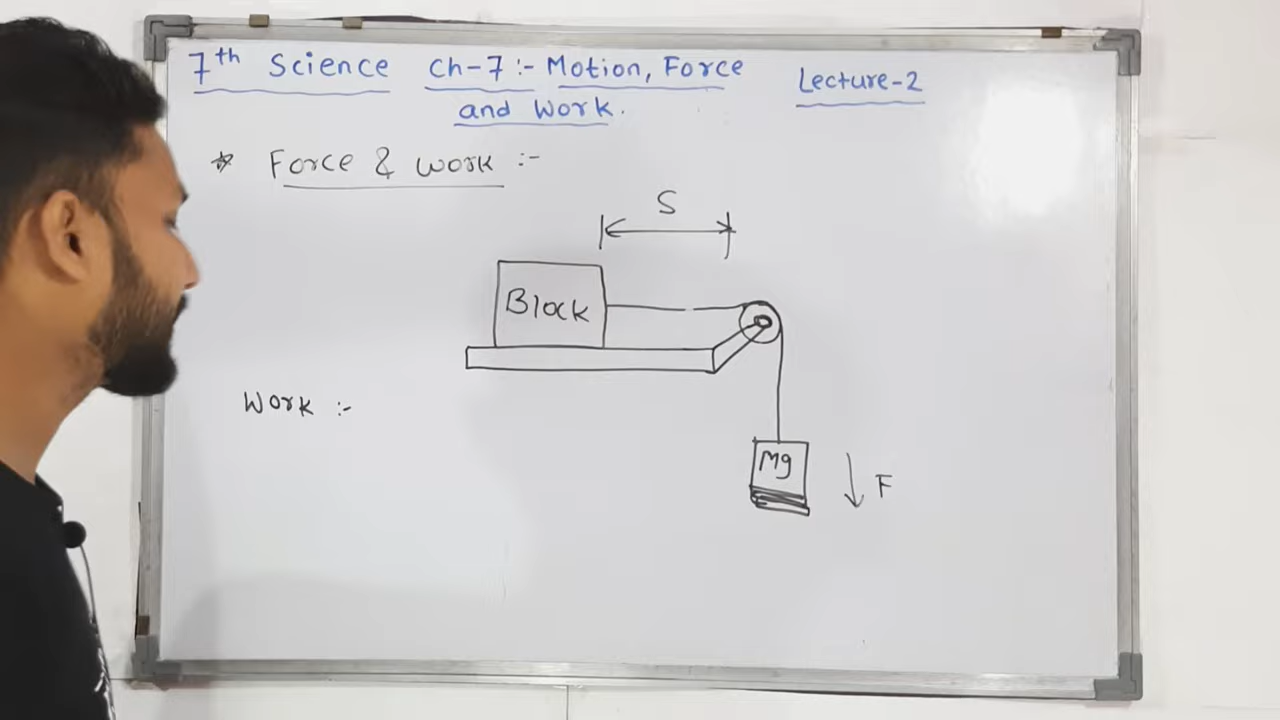 7th Science Ch-7:- Motion, Force Lecture-2
and Work.
* Force & Work :-
S
Block
Work :-
Mg
F